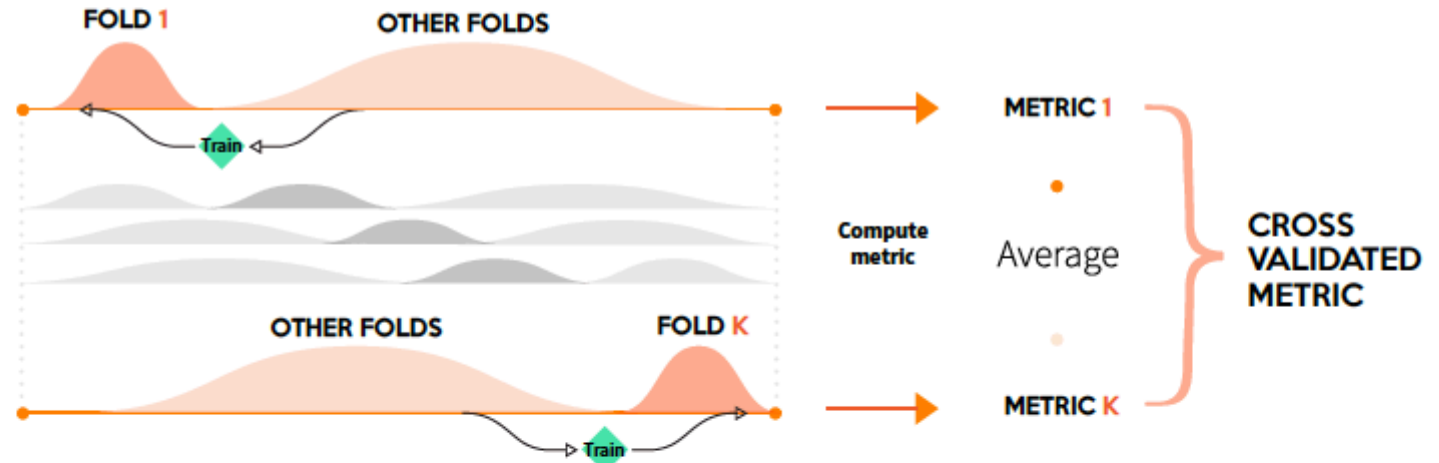 FOLD 1
OTHER FOLDS
Train
METRIC 1
Compute
metric
Average
CROSS
VALIDATED
METRIC
OTHER FOLDS
FOLD K
Train
METRIC K